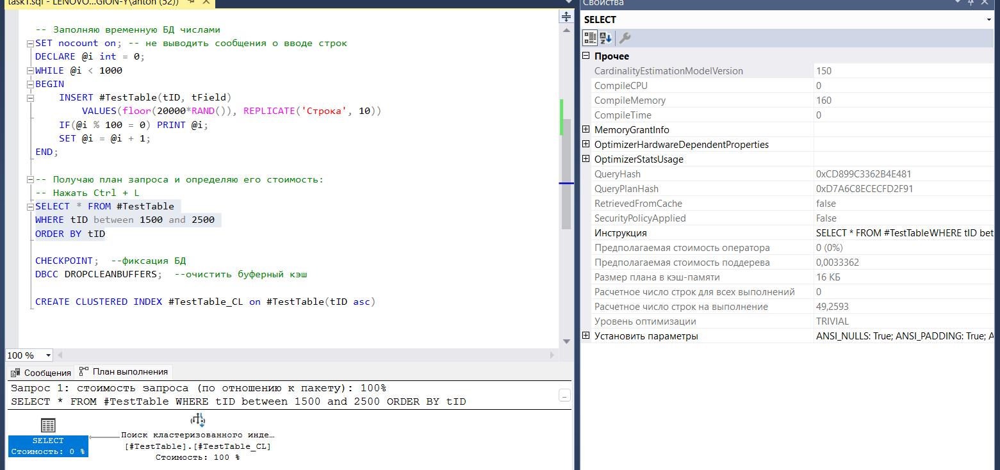 task1.sql - LENOVO...GION-Y\anton (52))
-- Заполняю временную БД числами
SET nocount on; -- не выводить сообщения о вводе строк
DECLARE @i int = 0;
WHILE @i < 1000
BEGIN
INSERT #TestTable(tID, tField)
VALUES(floor(20000*RAND()), REPLICATE('Строка', 10))
IF(@i % 100 = 0) PRINT @i;
SET @i = @i + 1;
END;
-- Получаю план запроса и определяю его стоимость:
-- Нажать Ctrl + L
SELECT * FROM #TestTable
WHERE tID between 1500 and 2500
ORDER BY tID
CHECKPOINT; --фиксация БД
DBCC DROPCLEANBUFFERS; --очистить буферный кэш
CREATE CLUSTERED INDEX #TestTable_CL on #TestTable(tID asc)
100 %
Сообщения План выполнения
Запрос 1: стоимость запроса (по отношению к пакету): 100%
SELECT * FROM #TestTable WHERE tID between 1500 and 2500 ORDER BY tID
...
SELECT
Стоимость: 0 %
Поиск кластеризованного инде…
[#TestTable].[#TestTable_CL]
Стоимость: 100 %
Свойства
SELECT
Прочее
CardinalityEstimationModelVersion 150
CompileCPU 0
CompileMemory 160
CompileTime 0
MemoryGrantInfo
OptimizerHardwareDependentProperties
OptimizerStatsUsage
QueryHash 0xCD899C3362B4E481
QueryPlanHash 0xD7A6C8ECECFD2F91
RetrievedFromCache false
SecurityPolicyApplied False
Инструкция SELECT * FROM #TestTableWHERE tID bet
Предполагаемая стоимость оператора 0 (0%)
Предполагаемая стоимость поддерева 0,0033362
Размер плана в кэш-памяти 16 КБ
Расчетное число строк для всех выполнений 0
Расчетное число строк на выполнение 49,2593
Уровень оптимизации TRIVIAL
Установить параметры ANSI_NULLS: True; ANSI_PADDING: True; A